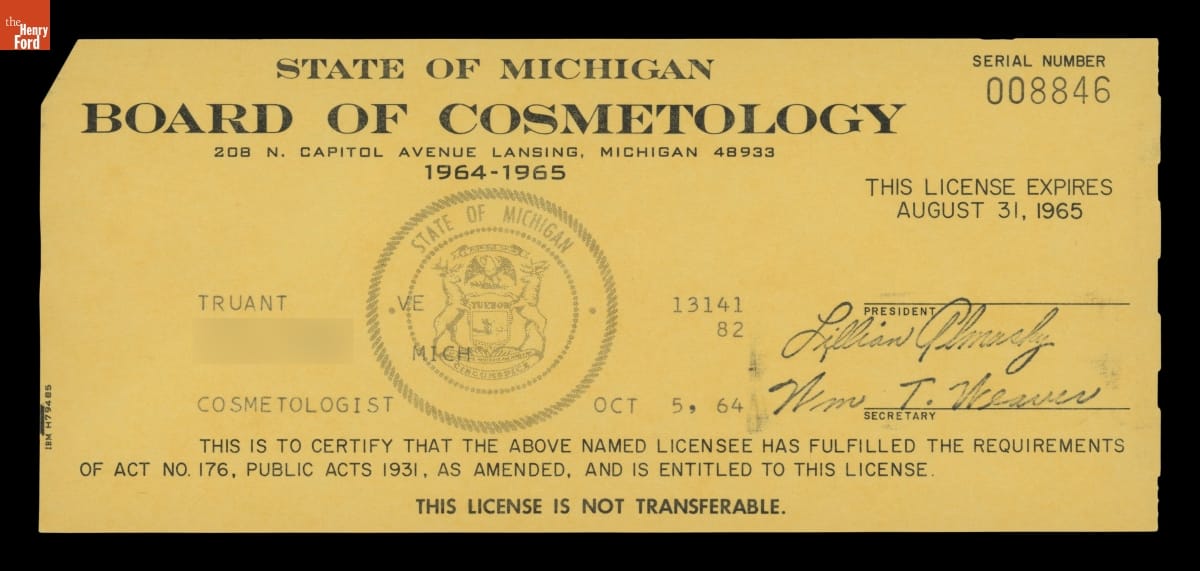 the
Henry
Ford
STATE OF MICHIGAN
BOARD OF COSMETOLOGY
208 N. CAPITOL AVENUE LANSING, MICHIGAN 48933
1964-1965
SERIAL NUMBER
008846
THIS LICENSE EXPIRES
AUGUST 31, 1965
STATE OF MICHIGAN
TUEBOR
CIRCUMSPICE
TRUANT VE 13141
82
MICH
PRESIDENT
Lillian
COSMETOLOGIST OCT 5, 64
Wm T. Weaver
SECRETARY
IBM H79485
THIS IS TO CERTIFY THAT THE ABOVE NAMED LICENSEE HAS FULFILLED THE REQUIREMENTS
OF ACT NO. 176, PUBLIC ACTS 1931, AS AMENDED, AND IS ENTITLED TO THIS LICENSE.
THIS LICENSE IS NOT TRANSFERABLE.